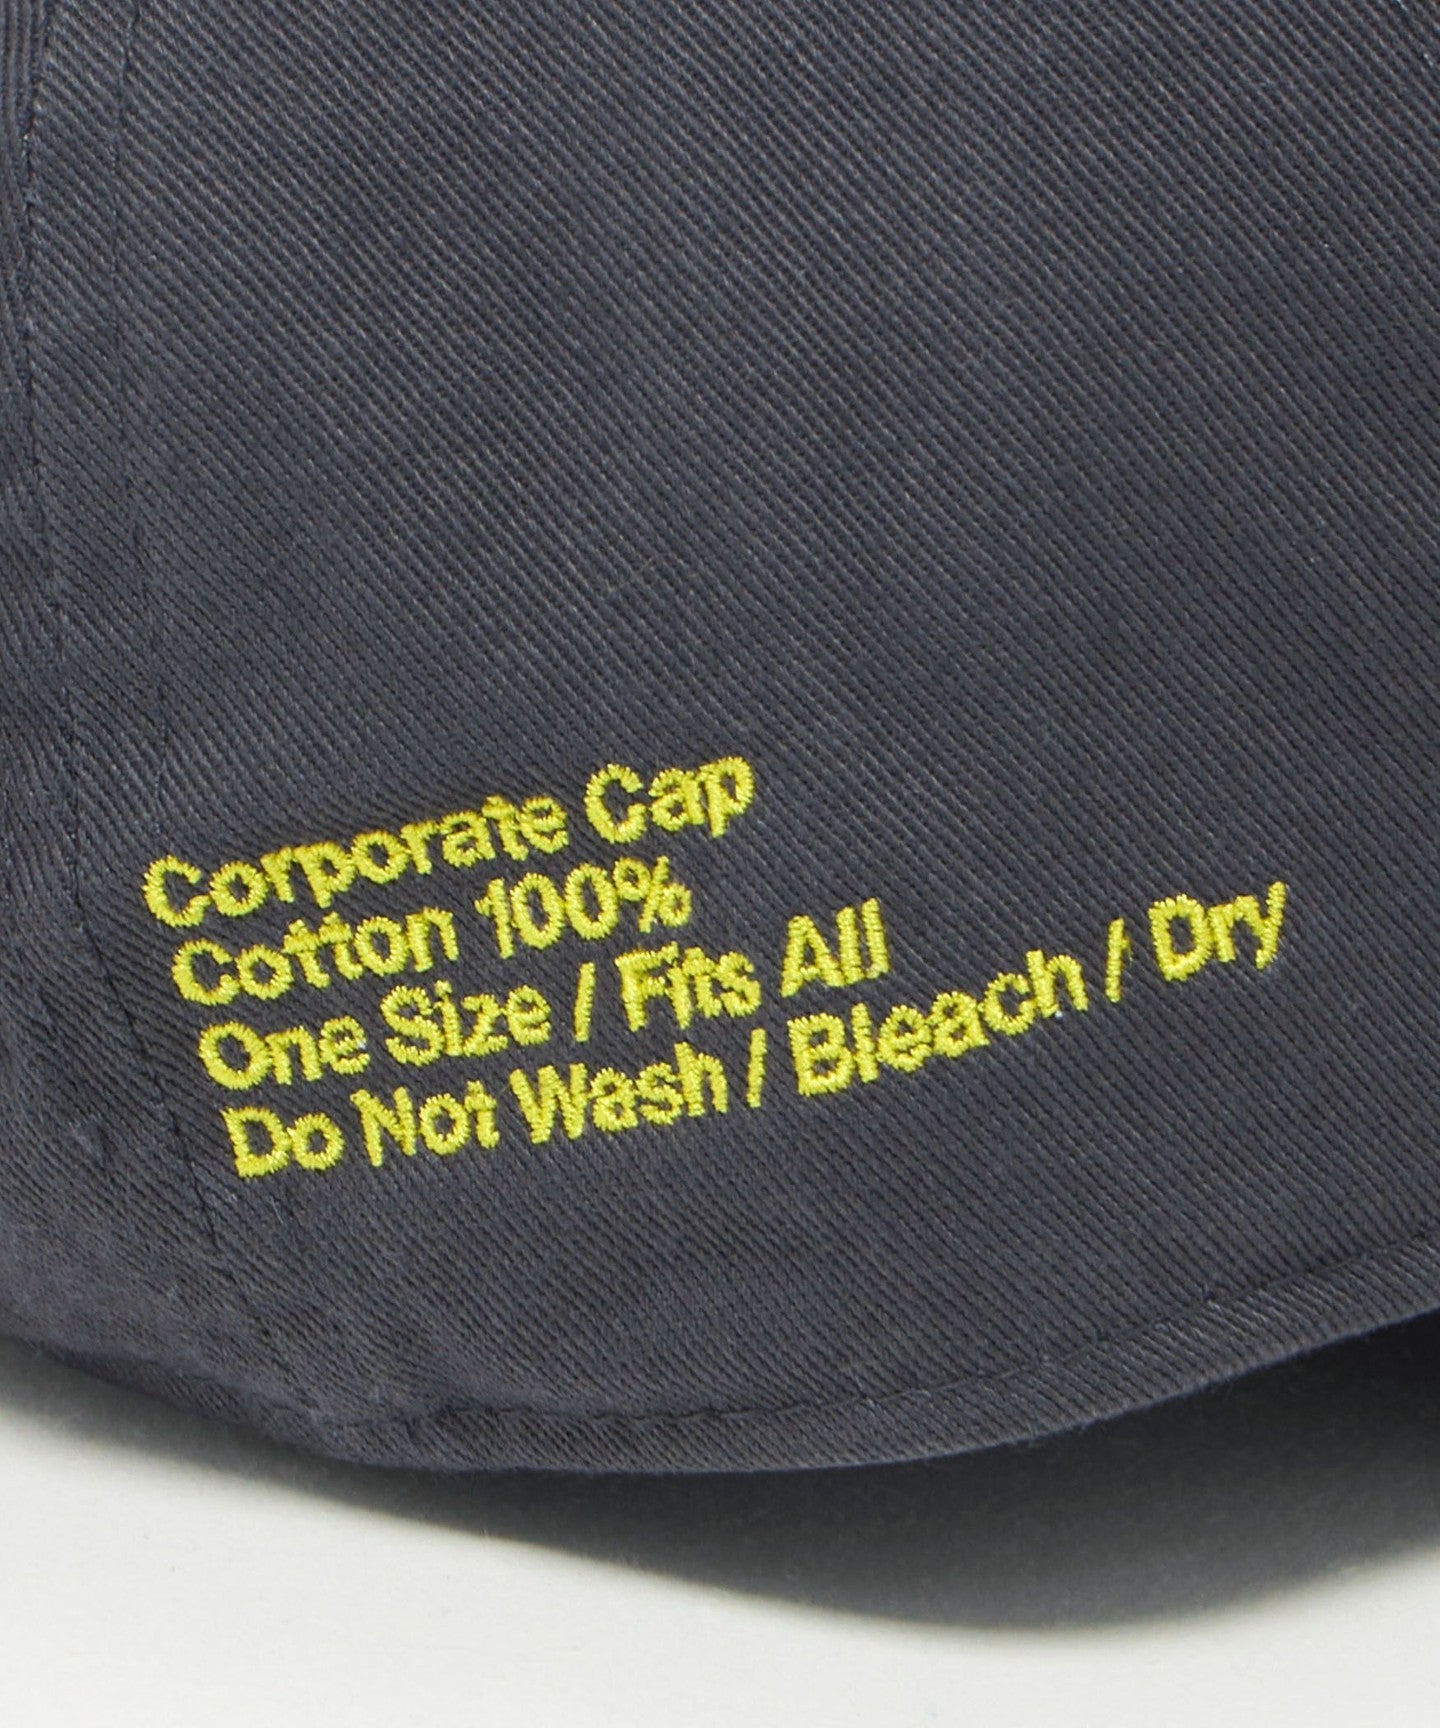 Corporate Cap
Cotton 100%
One Size / Fits All
Do Not Wash / Bleach / Dry